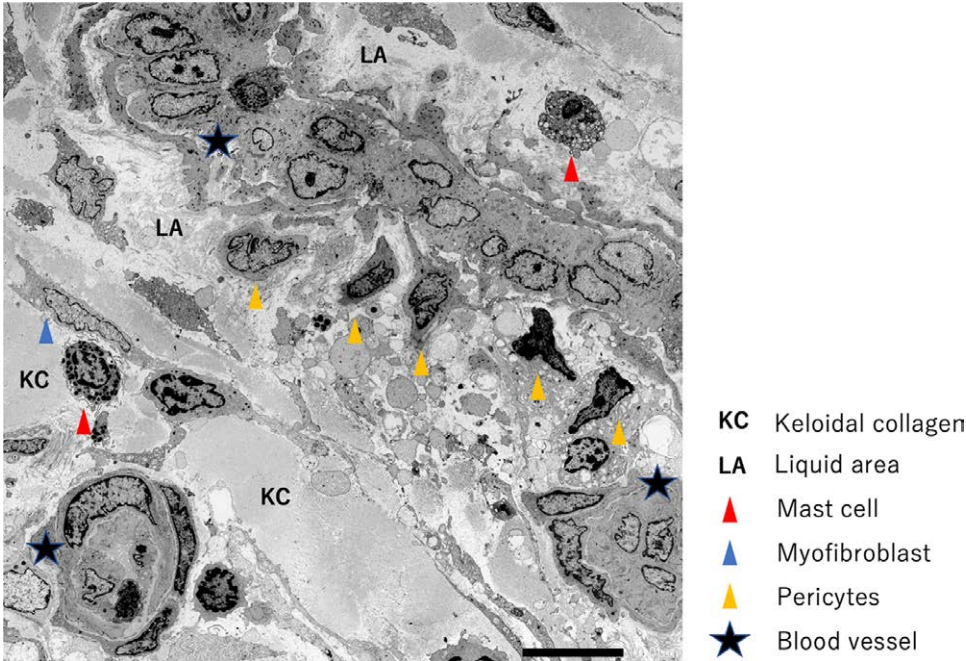 LA
LA
KC
KC
KC Keloidal collagen
LA Liquid area
Mast cell
Myofibroblast
Pericytes
Blood vessel